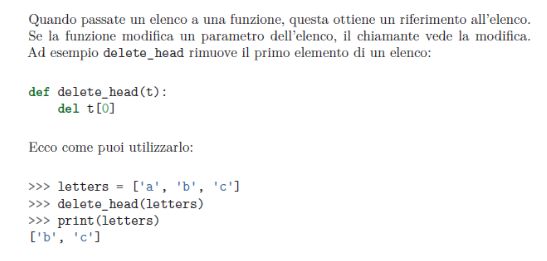 Quando passate un elenco a una funzione, questa ottiene un riferimento all'elenco.
Se la funzione modifica un parametro dell'elenco, il chiamante vede la modifica.
Ad esempio delete_head rimuove il primo elemento di un elenco:
def delete_head(t):
    del t[0]
Ecco come puoi utilizzarlo:
>>> letters = ['a', 'b', 'c']
>>> delete_head(letters)
>>> print(letters)
['b', 'c']